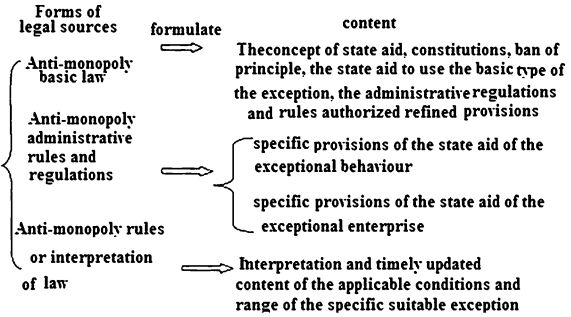 Forms of
legal sources
formulate
content
Anti-monopoly
basic law
Theconcept of state aid, constitutions, ban of
principle, the state aid to use the basic type of
the exception, the administrative regulations
and rules authorized refined provisions
Anti-monopoly
administrative
rules and
regulations
specific provisions of the state aid of the
exceptional behaviour
specific provisions of the state aid of the
exceptional enterprise
Anti-monopoly rules
or interpretation
of law
Interpretation and timely updated
content of the applicable conditions and
range of the specific suitable exception